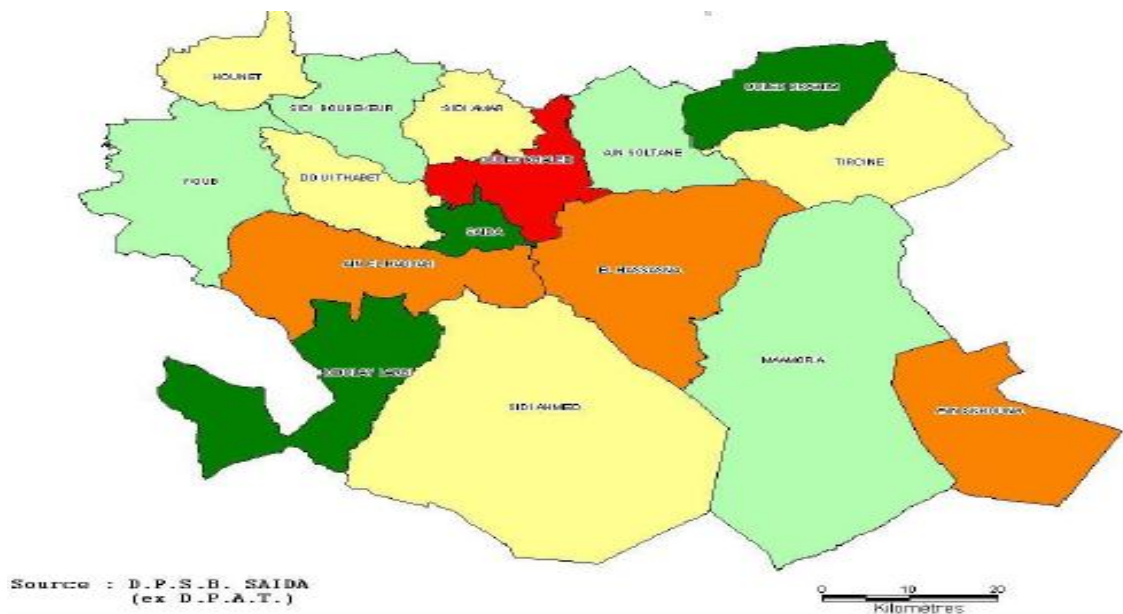 HOUNET
SIDI BOUBEKEUR
SIDI AMAR
AIN SOLTANE
TIRCINE
YOUB
DOUI THABET
SAIDA
EL HASSASNA
MAAMORA
SIDI AHMED
Source : D.P.S.B. SAIDA
(ex D.P.A.T.)
0 10 20
Kilomètres